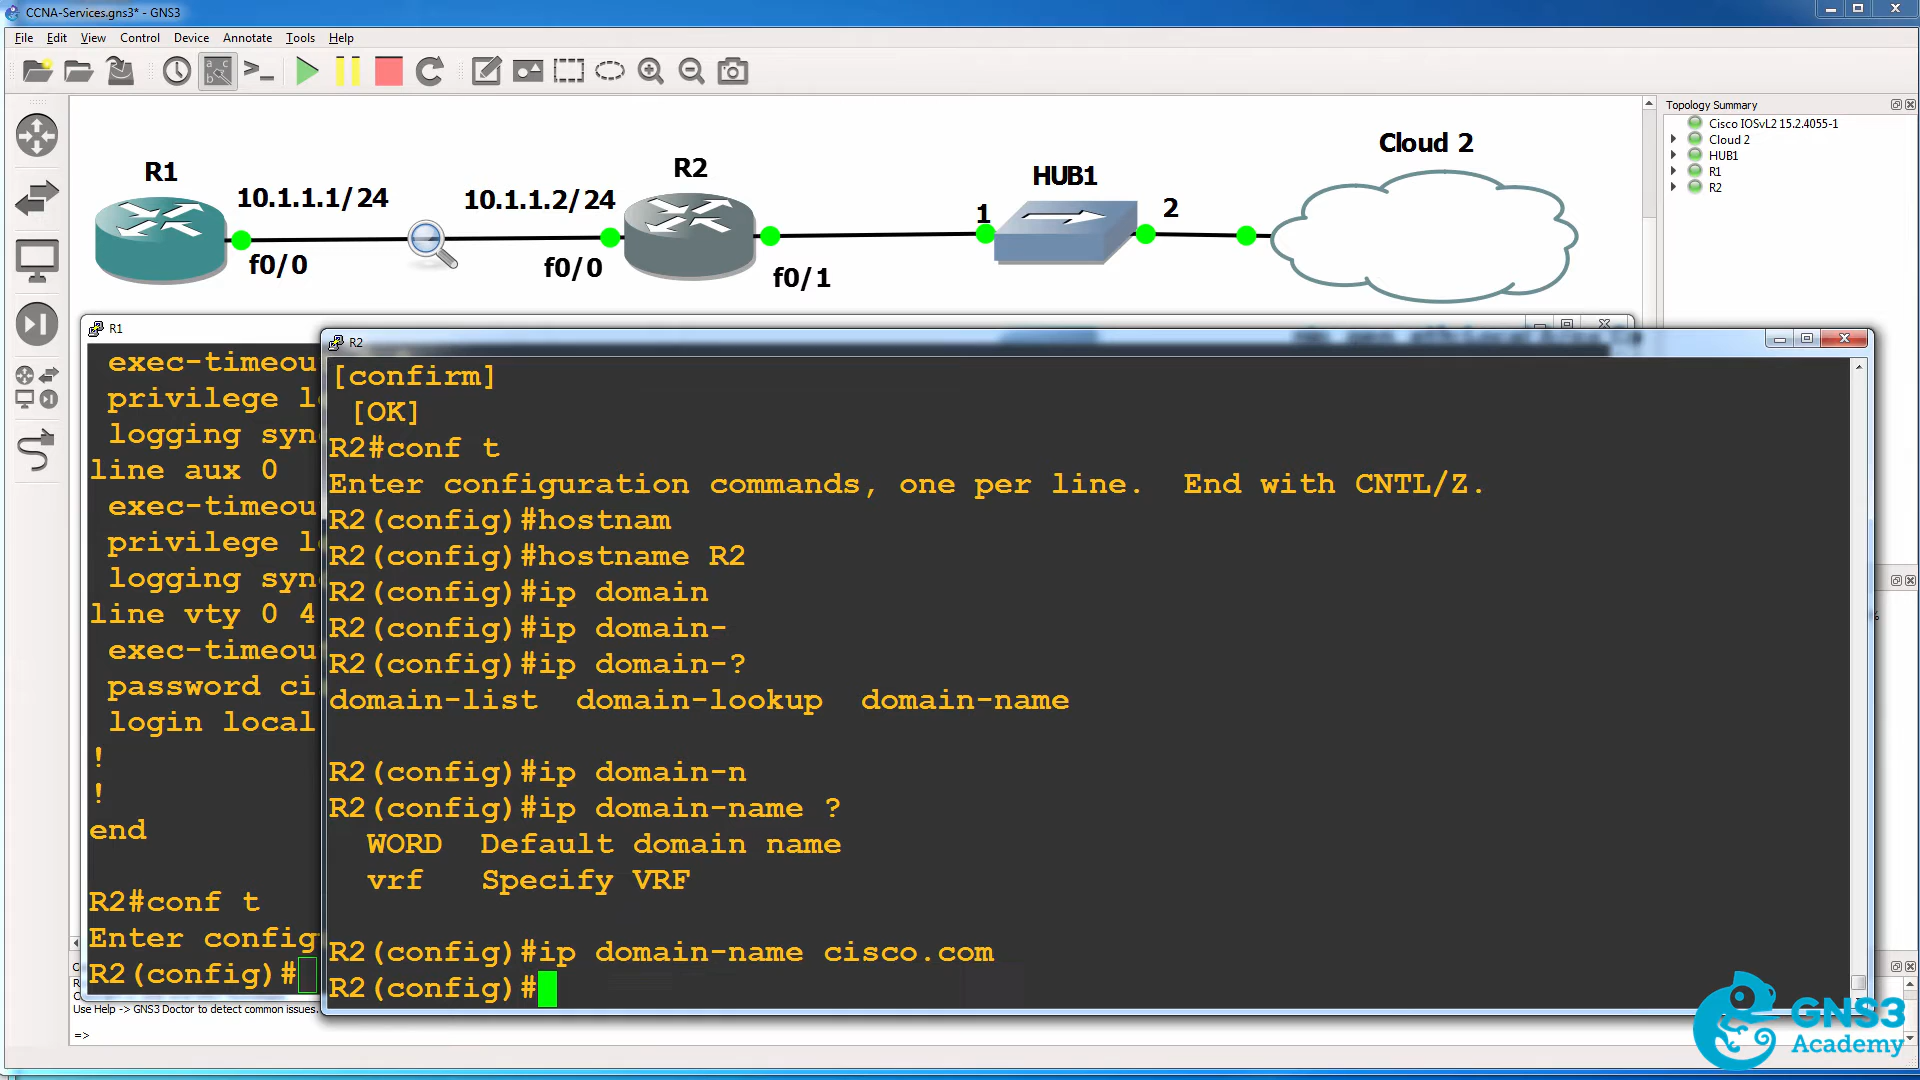 CCNA-Services.gns3* - GNS3
File Edit View Control Device Annotate Tools Help
Topology Summary
Cisco IOSvL2 15.2.4055-1
Cloud 2
HUB1
R1
R2
R1
10.1.1.1/24
f0/0
R2
10.1.1.2/24
f0/0
f0/1
HUB1
1
2
Cloud 2
R1
exec-timeou
privilege l
logging syn
line aux 0
exec-timeou
privilege l
logging syn
line vty 0 4
exec-timeou
password ci
login local
!
!
end
R2#conf t
Enter config
R2(config)#
R2
[confirm]
[OK]
R2#conf t
Enter configuration commands, one per line.  End with CNTL/Z.
R2(config)#hostnam
R2(config)#hostname R2
R2(config)#ip domain
R2(config)#ip domain-
R2(config)#ip domain-?
domain-list  domain-lookup  domain-name
R2(config)#ip domain-n
R2(config)#ip domain-name ?
WORD  Default domain name
vrf   Specify VRF
R2(config)#ip domain-name cisco.com
R2(config)#
Use Help -> GNS3 Doctor to detect common issues.
=>
GNS3
Academy